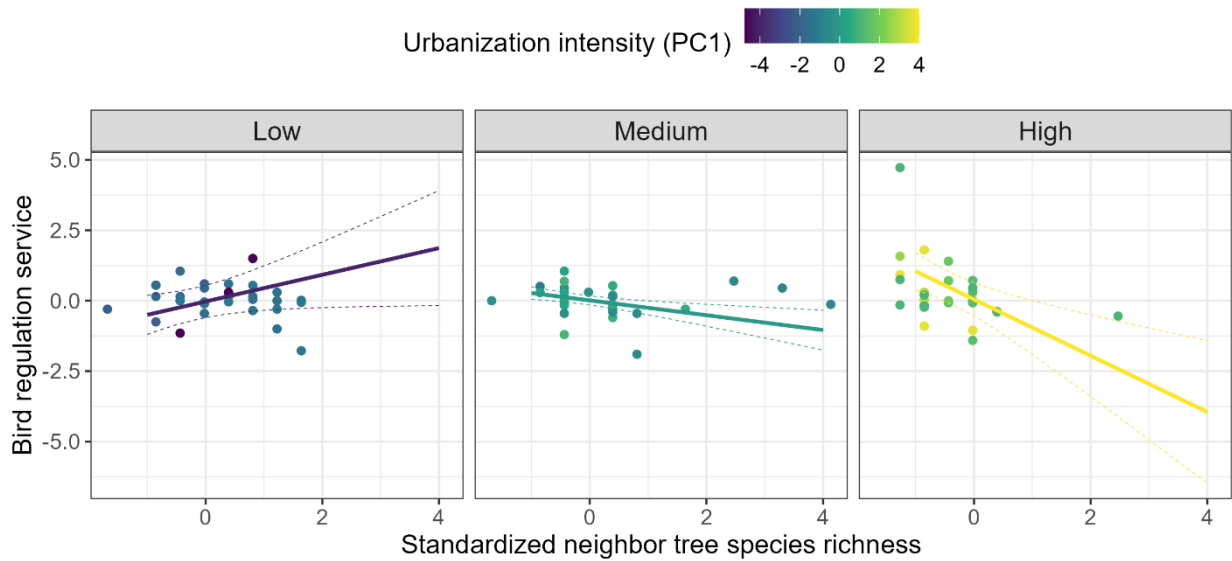 Urbanization intensity (PC1)
-4 -2 0 2 4
Low Medium High
Bird regulation service
5.0
2.5
0.0
-2.5
-5.0
0 2 4 0 2 4 0 2 4
Standardized neighbor tree species richness